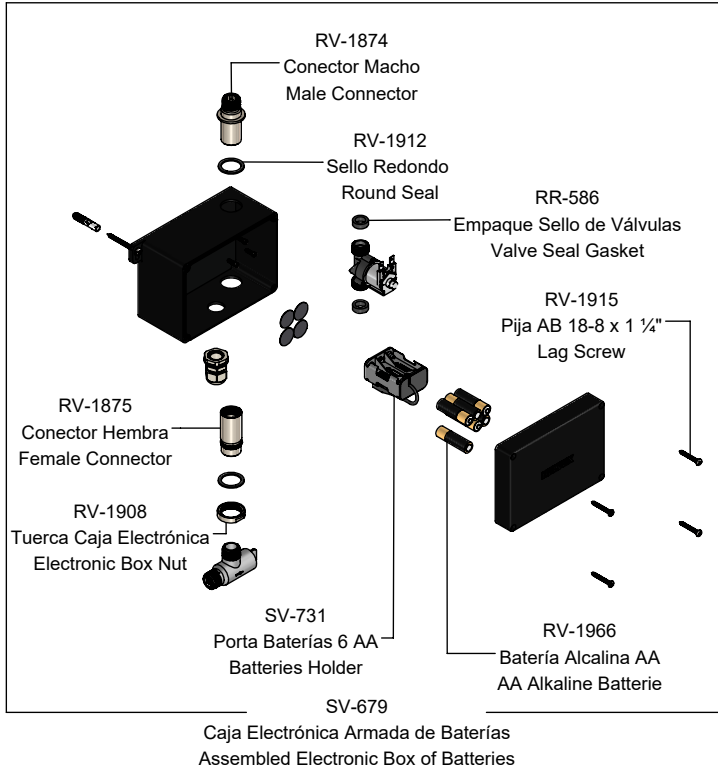 RV-1874
Conector Macho
Male Connector
RV-1912
Sello Redondo
Round Seal
RR-586
Empaque Sello de Válvulas
Valve Seal Gasket
RV-1915
Pija AB 18-8 x 1 ¼"
Lag Screw
RV-1875
Conector Hembra
Female Connector
RV-1908
Tuerca Caja Electrónica
Electronic Box Nut
SV-731
Porta Baterías 6 AA
Batteries Holder
RV-1966
Batería Alcalina AA
AA Alkaline Batterie
SV-679
Caja Electrónica Armada de Baterías
Assembled Electronic Box of Batteries